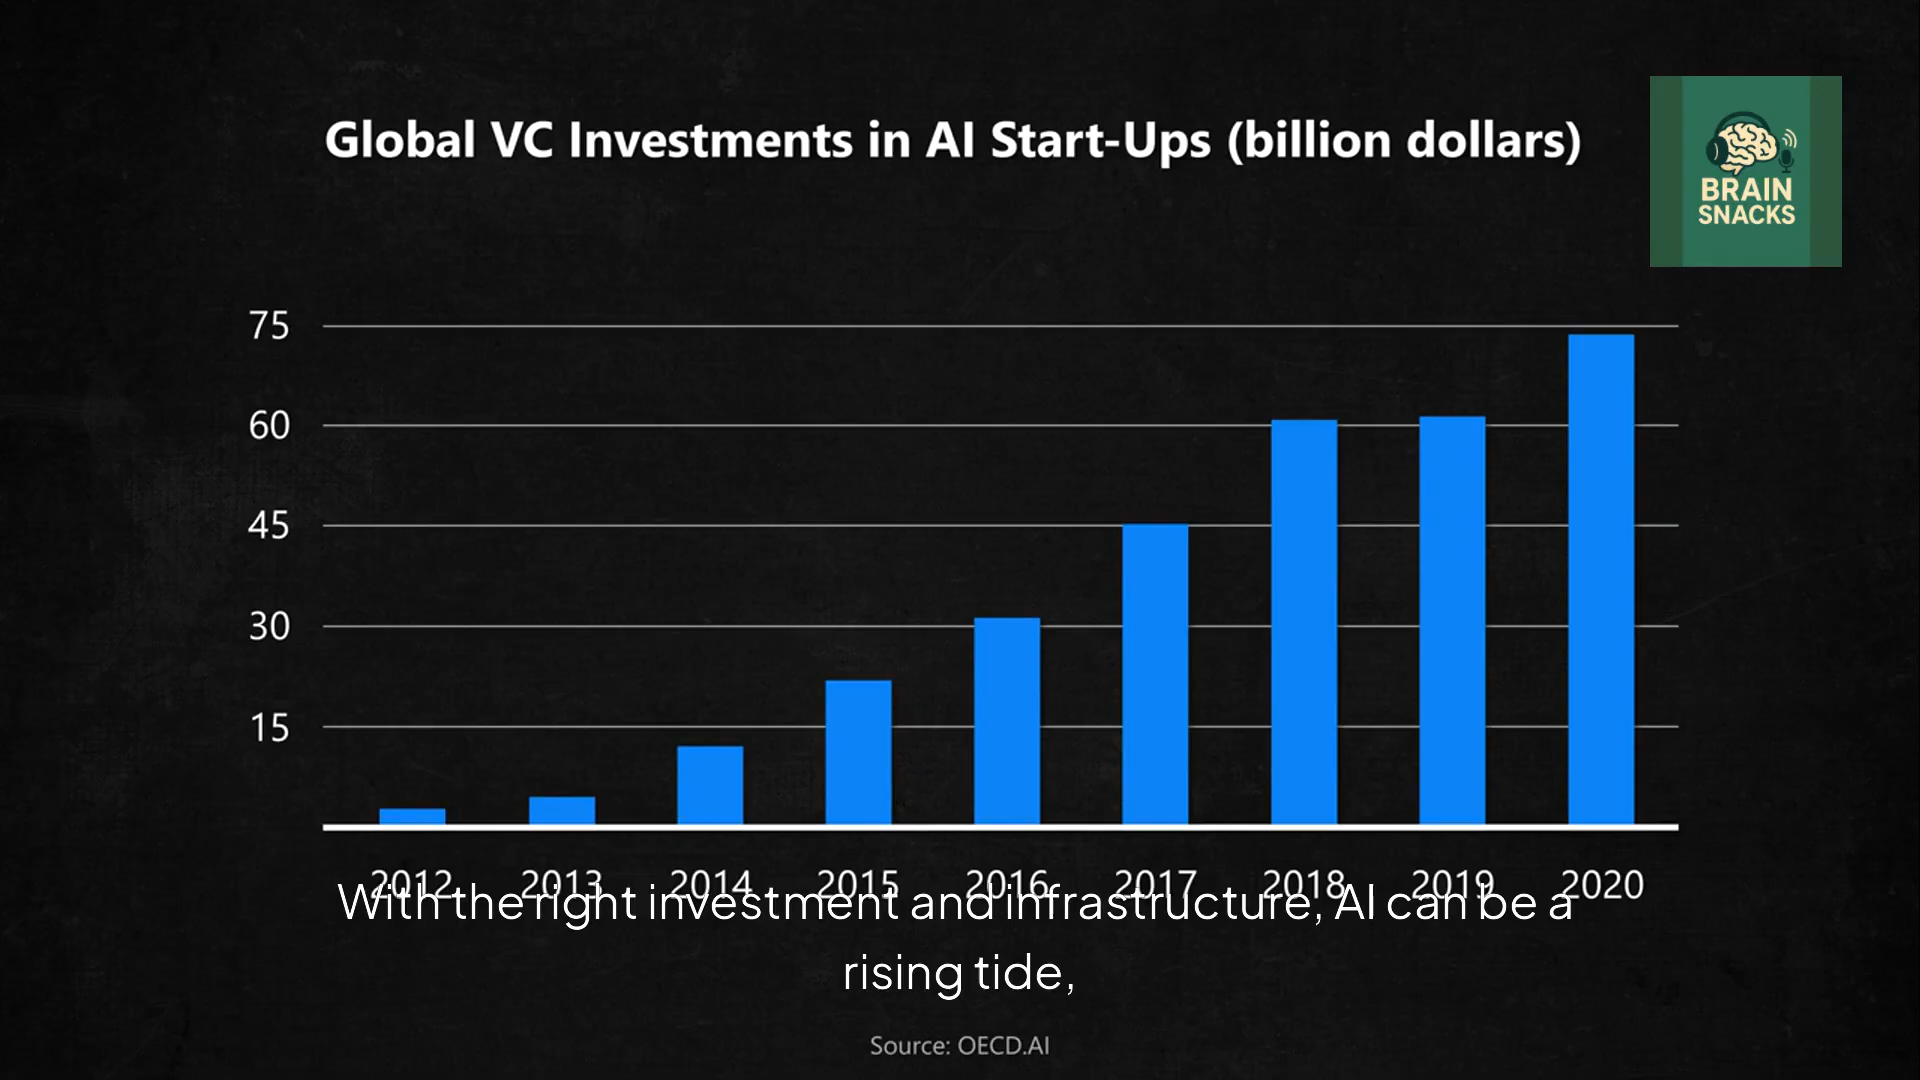 Global VC Investments in AI Start-Ups (billion dollars)
BRAIN
SNACKS
75
60
45
30
15
2012 2013 2014 2015 2016 2017 2018 2019 2020
With the right investment and infrastructure, AI can be a
rising tide,
Source: OECD.AI